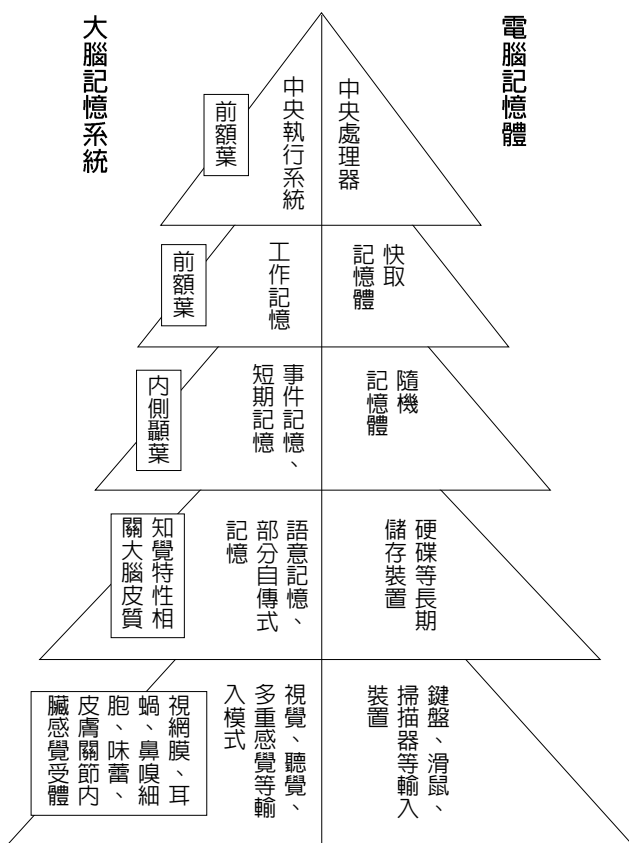 大腦記憶系統
電腦記憶體
前額葉
中央執行系統
中央處理器
前額葉
工作記憶
快取
記憶體
內側顳葉
事件記憶、
短期記憶
隨機
記憶體
知覺特性相
關大腦皮質
語意記憶、
部分自傳式
記憶
硬碟等長期
儲存裝置
視網膜、耳
蝸、鼻嗅細
胞、味蕾、
皮膚關節內
臟感覺受體
視覺、聽覺、
多重感覺等輸
入模式
鍵盤、滑鼠、
掃描器等輸入
裝置